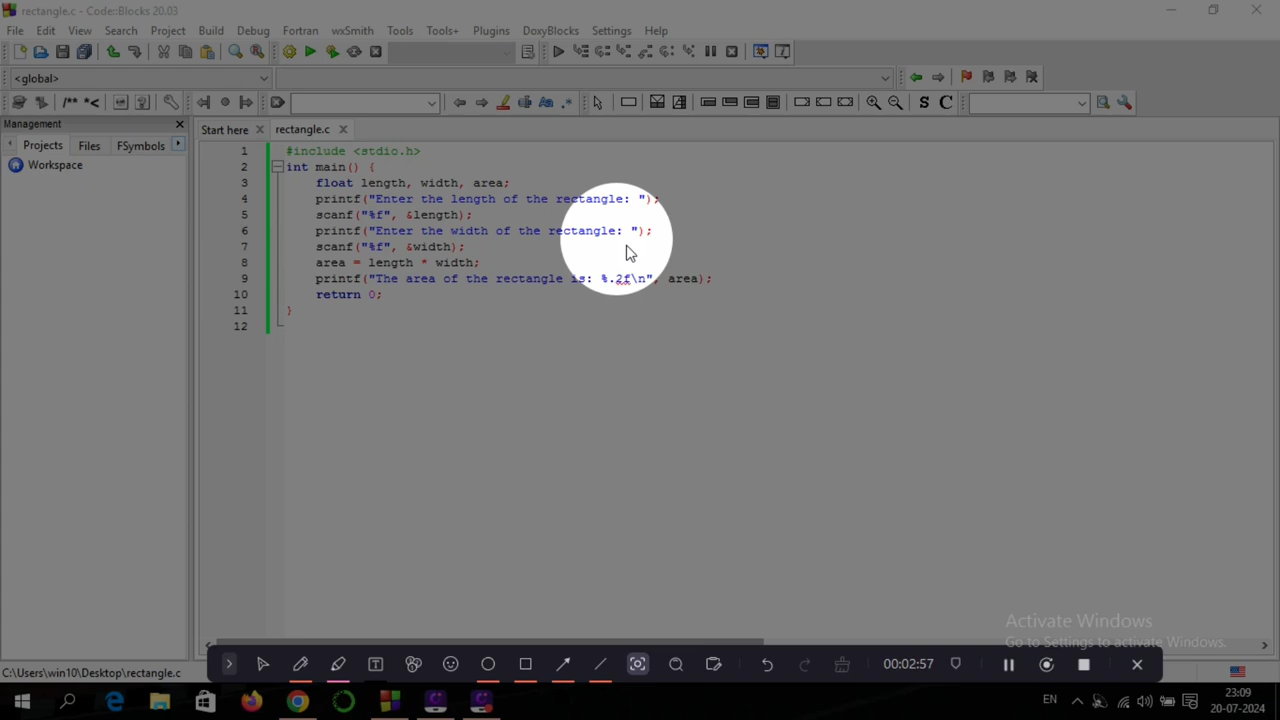 rectangle.c - Code::Blocks 20.03
File Edit View Search Project Build Debug Fortran wxSmith Tools Tools+ Plugins DoxyBlocks Settings Help
<global>
/** *<
S C
Management
Projects Files FSymbols
Workspace
Start here rectangle.c
1 #include <stdio.h>
2 int main() {
3 float length, width, area;
4 printf("Enter the length of the rectangle: ");
5 scanf("%f", &length);
6 printf("Enter the width of the rectangle: ");
7 scanf("%f", &width);
8 area = length * width;
9 printf("The area of the rectangle is: %.2f\n", area);
10 return 0;
11 }
12
Activate Windows
Go to Settings to activate Windows.
00:02:57
C:\Users\win10\Desktop\rectangle.c
EN
23:09
20-07-2024